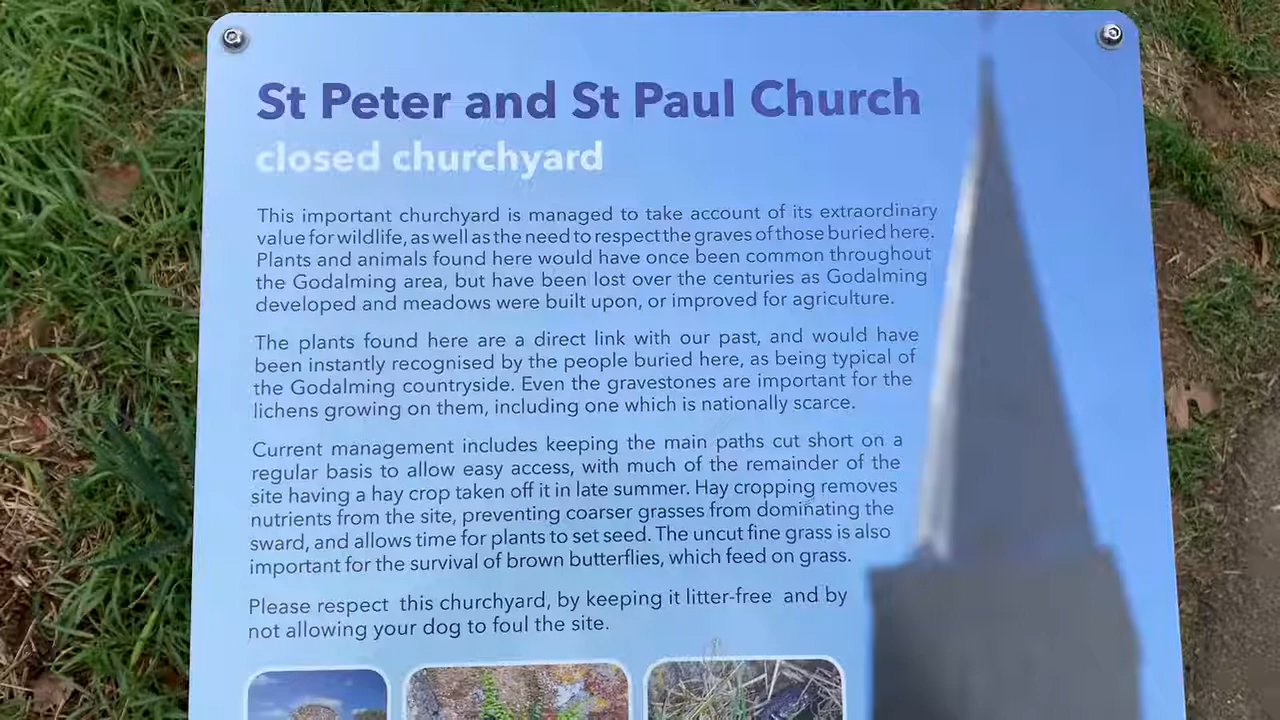 St Peter and St Paul Church
closed churchyard
This important churchyard is managed to take account of its extraordinary
value for wildlife, as well as the need to respect the graves of those buried here.
Plants and animals found here would have once been common throughout
the Godalming area, but have been lost over the centuries as Godalming
developed and meadows were built upon, or improved for agriculture.
The plants found here are a direct link with our past, and would have
been instantly recognised by the people buried here, as being typical of
the Godalming countryside. Even the gravestones are important for the
lichens growing on them, including one which is nationally scarce.
Current management includes keeping the main paths cut short on a
regular basis to allow easy access, with much of the remainder of the
site having a hay crop taken off it in late summer. Hay cropping removes
nutrients from the site, preventing coarser grasses from dominating the
sward, and allows time for plants to set seed. The uncut fine grass is also
important for the survival of brown butterflies, which feed on grass.
Please respect this churchyard, by keeping it litter-free and by
not allowing your dog to foul the site.